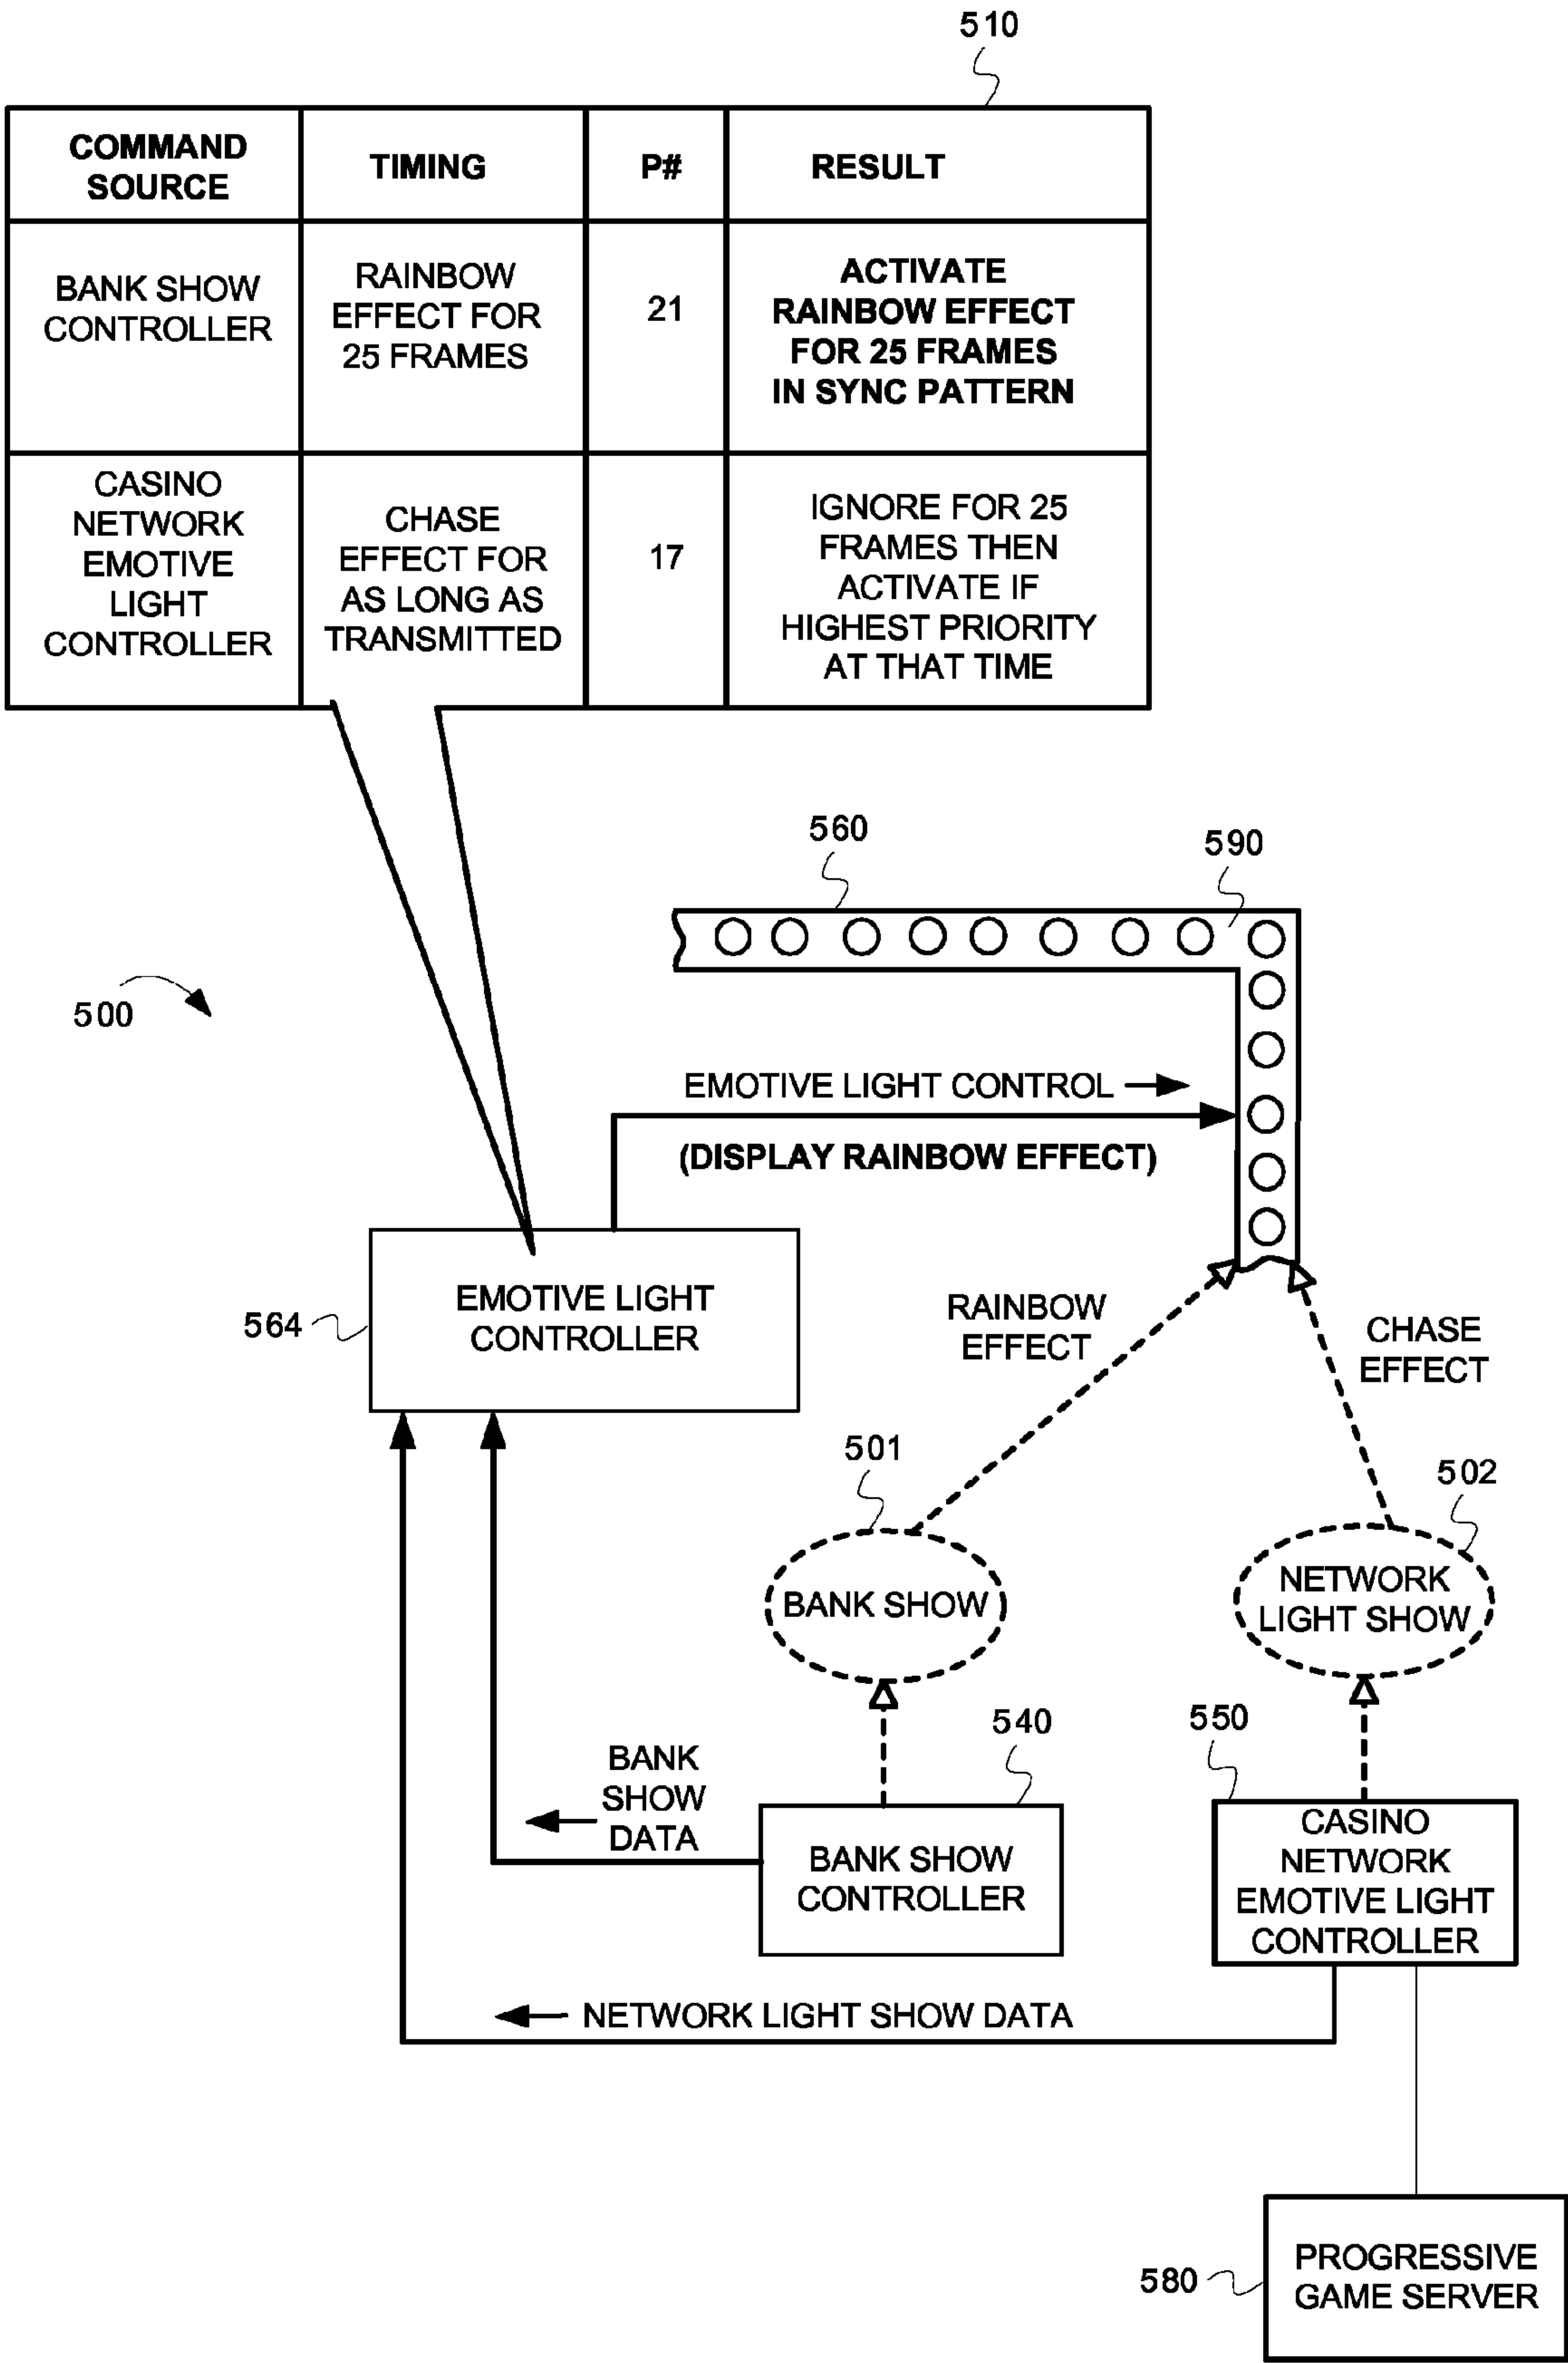 510
COMMAND
SOURCE
TIMING
P#
RESULT
BANK SHOW
CONTROLLER
RAINBOW
EFFECT FOR
25 FRAMES
21
ACTIVATE
RAINBOW EFFECT
FOR 25 FRAMES
IN SYNC PATTERN
CASINO
NETWORK
EMOTIVE
LIGHT
CONTROLLER
CHASE
EFFECT FOR
AS LONG AS
TRANSMITTED
17
IGNORE FOR 25
FRAMES THEN
ACTIVATE IF
HIGHEST PRIORITY
AT THAT TIME
560
590
500
EMOTIVE LIGHT CONTROL
(DISPLAY RAINBOW EFFECT)
564
EMOTIVE LIGHT
CONTROLLER
RAINBOW
EFFECT
CHASE
EFFECT
501
502
BANK SHOW
NETWORK
LIGHT SHOW
540
550
BANK
SHOW
DATA
BANK SHOW
CONTROLLER
CASINO
NETWORK
EMOTIVE LIGHT
CONTROLLER
NETWORK LIGHT SHOW DATA
580
PROGRESSIVE
GAME SERVER